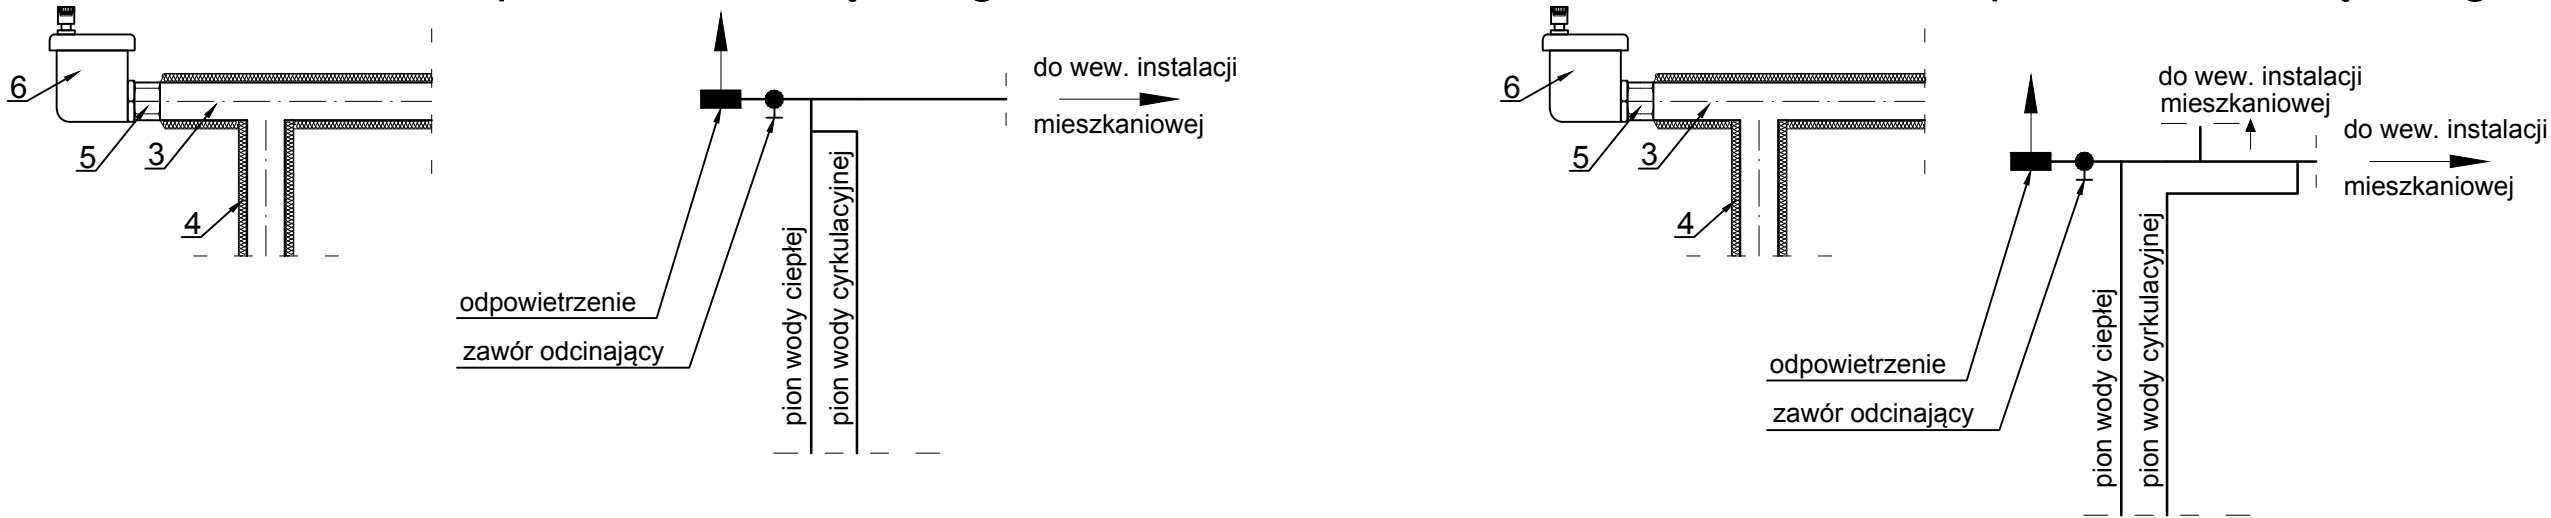 6
5
3
4
do wew. instalacji
mieszkaniowej
odpowietrzenie
zawór odcinający
pion wody ciepłej
pion wody cyrkulacyjnej
6
5
3
4
do wew. instalacji
mieszkaniowej
do wew. instalacji
mieszkaniowej
odpowietrzenie
zawór odcinający
pion wody ciepłej
pion wody cyrkulacyjnej